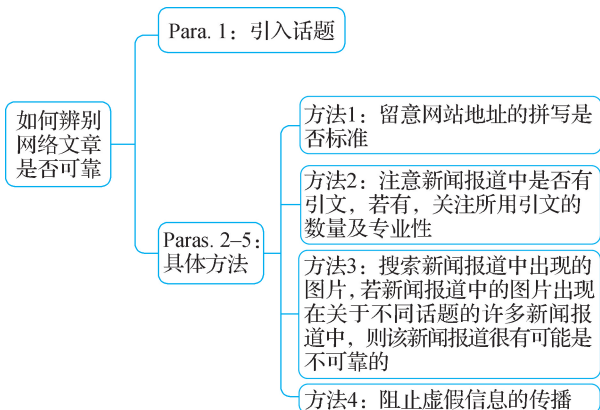 Para. 1：引入话题
如何辨别
网络文章
是否可靠
Paras. 2–5：
具体方法
方法1：留意网站地址的拼写是
否标准
方法2：注意新闻报道中是否有
引文，若有，关注所用引文的
数量及专业性
方法3：搜索新闻报道中出现的
图片，若新闻报道中的图片出现
在关于不同话题的许多新闻报
道中，则该新闻报道很有可能是
不可靠的
方法4：阻止虚假信息的传播